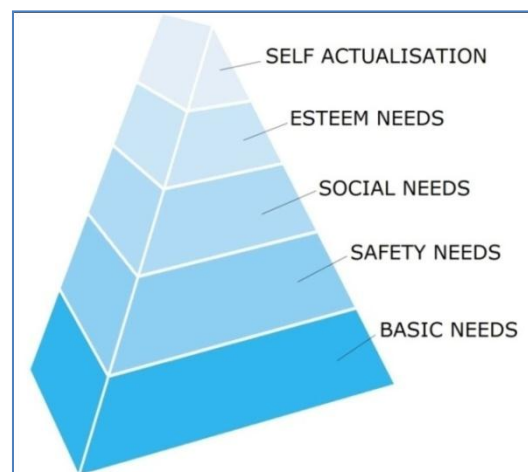 SELF ACTUALISATION
ESTEEM NEEDS
SOCIAL NEEDS
SAFETY NEEDS
BASIC NEEDS